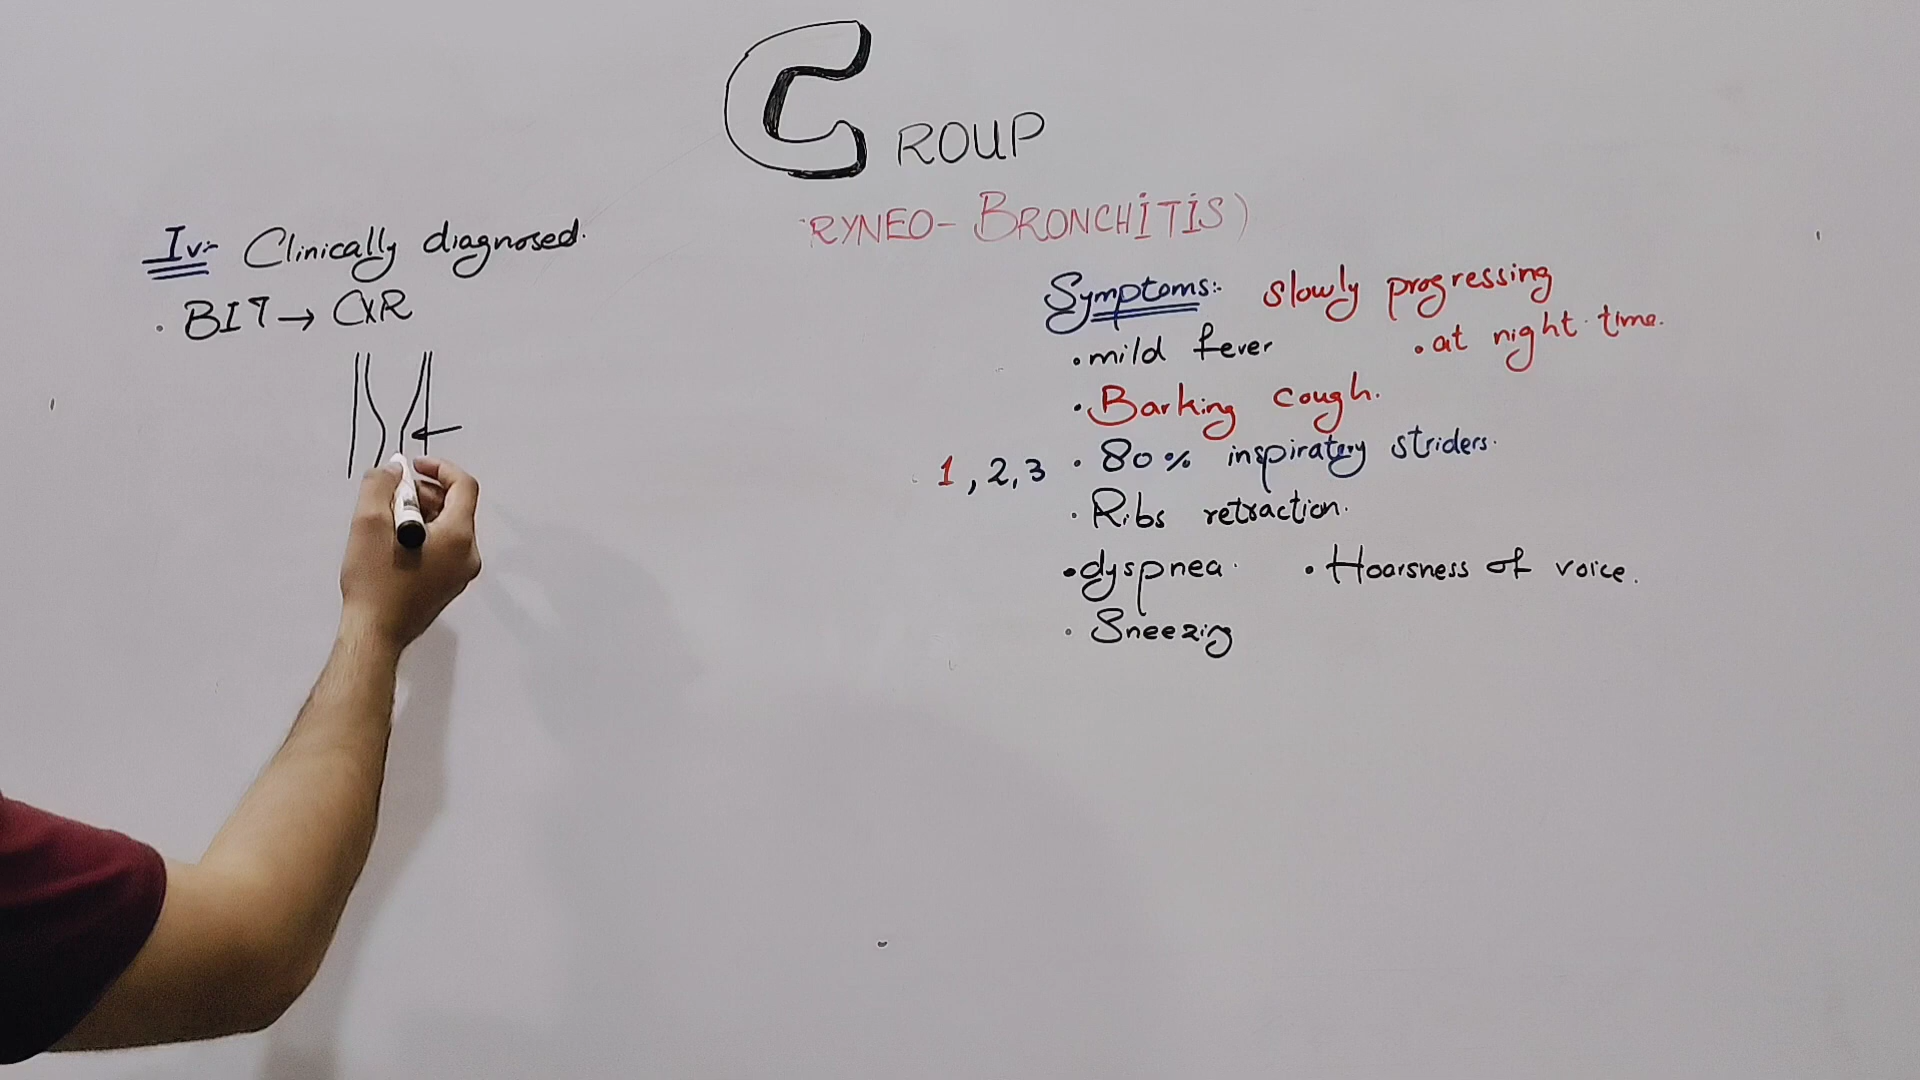 CROUP
RYNEO-BRONCHITIS)
Iv:- Clinically diagnosed.
. BIT → CXR
Symptoms:- slowly progressing
• mild fever • at night time.
• Barking cough.
1, 2, 3 • 80% inspiratory striders.
• Ribs retraction.
• dyspnea. • Hoarsness of voice.
• Sneezing